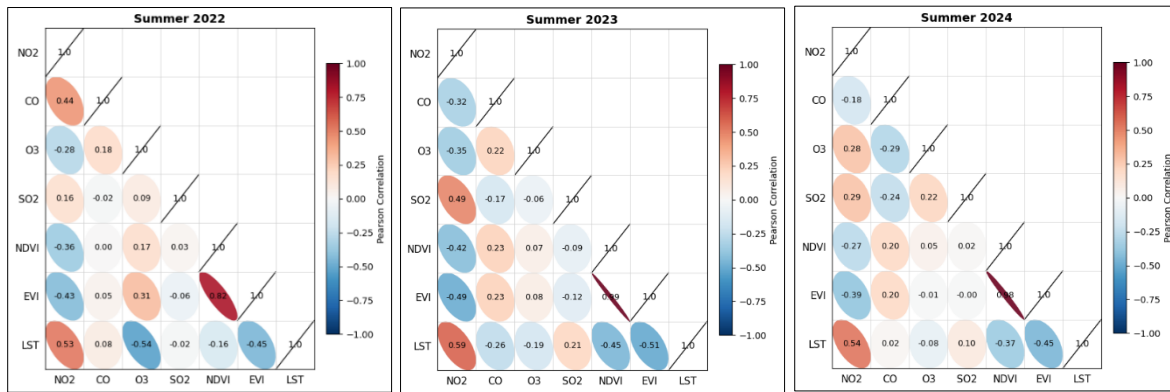 Summer 2022
NO2 1.0
CO 0.44 1.0
O3 -0.28 0.18 1.0
SO2 0.16 -0.02 0.09 1.0
NDVI -0.36 0.00 0.17 0.03 1.0
EVI -0.43 0.05 0.31 -0.06 0.82 1.0
LST 0.53 0.08 -0.54 -0.02 -0.16 -0.45 1.0
NO2 CO O3 SO2 NDVI EVI LST
1.00
0.75
0.50
0.25
0.00
−0.25
−0.50
−0.75
−1.00
Pearson Correlation
Summer 2023
NO2 1.0
CO -0.32 1.0
O3 -0.35 0.22 1.0
SO2 0.49 -0.17 -0.06 1.0
NDVI -0.42 0.23 0.07 -0.09 1.0
EVI -0.49 0.23 0.08 -0.12 0.99 1.0
LST 0.59 -0.26 -0.19 0.21 -0.45 -0.51 1.0
NO2 CO O3 SO2 NDVI EVI LST
1.00
0.75
0.50
0.25
0.00
−0.25
−0.50
−0.75
−1.00
Pearson Correlation
Summer 2024
NO2 1.0
CO -0.18 1.0
O3 0.28 -0.29 1.0
SO2 0.29 -0.24 0.22 1.0
NDVI -0.27 0.20 0.05 0.02 1.0
EVI -0.39 0.20 -0.01 -0.00 0.98 1.0
LST 0.54 0.02 -0.08 0.10 -0.37 -0.45 1.0
NO2 CO O3 SO2 NDVI EVI LST
1.00
0.75
0.50
0.25
0.00
−0.25
−0.50
−0.75
−1.00
Pearson Correlation